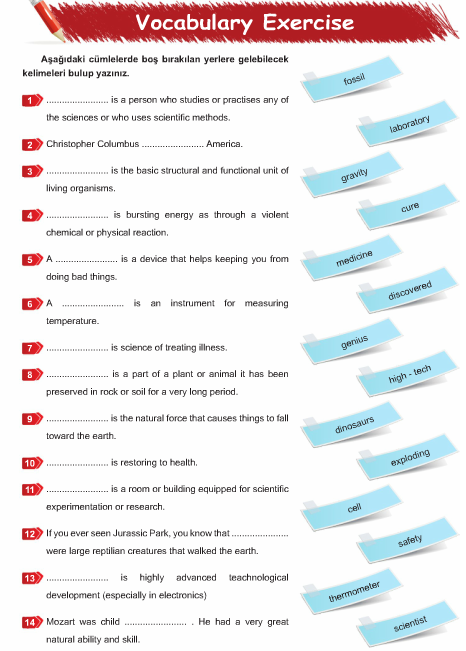 Vocabulary Exercise
Aşağıdaki cümlelerde boş bırakılan yerlere gelebilecek
kelimeleri bulup yazınız.
1 ........................ is a person who studies or practises any of
the sciences or who uses scientific methods.
2 Christopher Columbus ........................ America.
3 ........................ is the basic structural and functional unit of
living organisms.
4 ........................ is bursting energy as through a violent
chemical or physical reaction.
5 A ........................ is a device that helps keeping you from
doing bad things.
6 A ........................ is an instrument for measuring
temperature.
7 ........................ is science of treating illness.
8 ........................ is a part of a plant or animal it has been
preserved in rock or soil for a very long period.
9 ........................ is the natural force that causes things to fall
toward the earth.
10 ........................ is restoring to health.
11 ........................ is a room or building equipped for scientific
experimentation or research.
12 If you ever seen Jurassic Park, you know that ......................
were large reptilian creatures that walked the earth.
13 ........................ is highly advanced teachnological
development (especially in electronics)
14 Mozart was child ........................ . He had a very great
natural ability and skill.
fossil
laboratory
gravity
cure
medicine
discovered
genius
high - tech
dinosaurs
exploding
cell
safety
thermometer
scientist